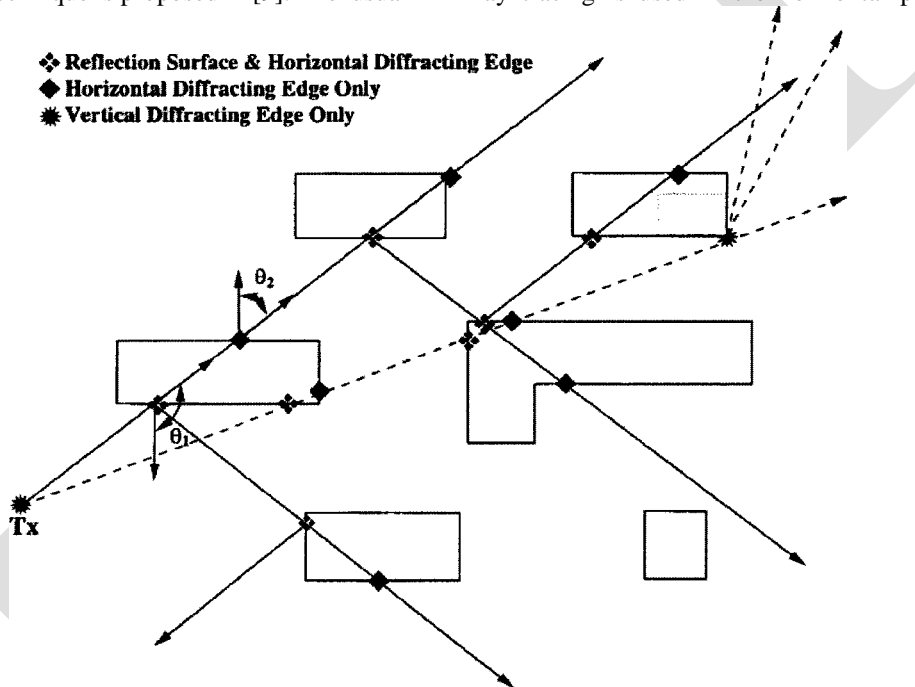 Reflection Surface & Horizontal Diffracting Edge
Horizontal Diffracting Edge Only
Vertical Diffracting Edge Only
θ2
θ1
Tx